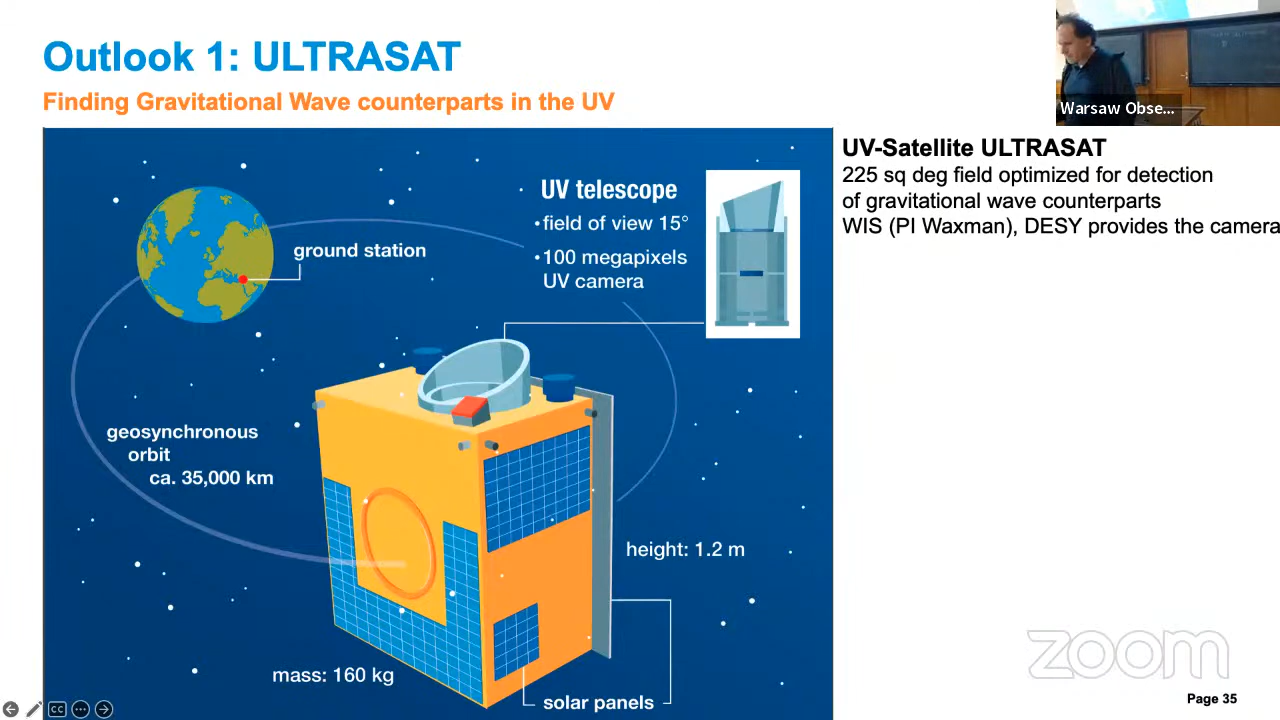 Outlook 1: ULTRASAT
Finding Gravitational Wave counterparts in the UV
Warsaw Obse...
UV-Satellite ULTRASAT
225 sq deg field optimized for detection
of gravitational wave counterparts
WIS (PI Waxman), DESY provides the camera
UV telescope
•field of view 15°
•100 megapixels
UV camera
ground station
geosynchronous
orbit
ca. 35,000 km
height: 1.2 m
mass: 160 kg
solar panels
zoom
Page 35
CC